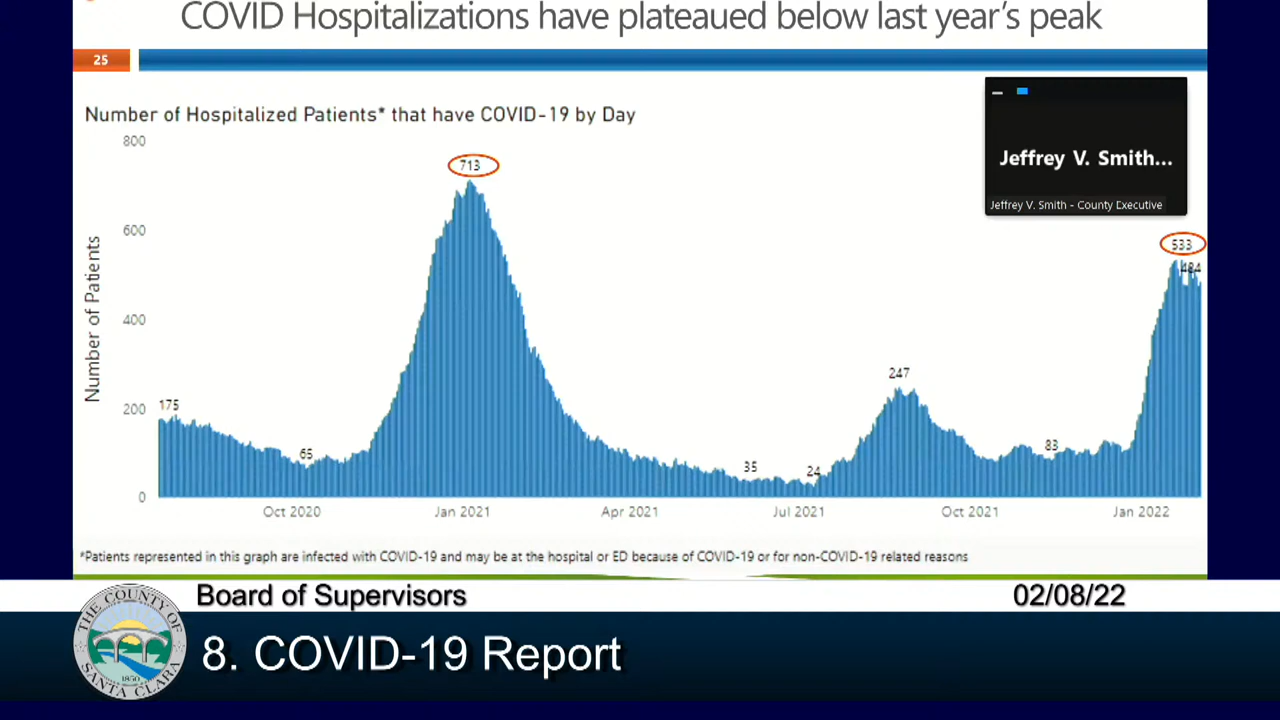 COVID Hospitalizations have plateaued below last year's peak
25
Number of Hospitalized Patients* that have COVID-19 by Day
Jeffrey V. Smith...
Jeffrey V. Smith - County Executive
Number of Patients
800
600
400
200
0
175
65
713
35
24
247
83
533
484
Oct 2020
Jan 2021
Apr 2021
Jul 2021
Oct 2021
Jan 2022
*Patients represented in this graph are infected with COVID-19 and may be at the hospital or ED because of COVID-19 or for non-COVID-19 related reasons
Board of Supervisors
02/08/22
8. COVID-19 Report
THE COUNTY OF
SANTA CLARA
1850